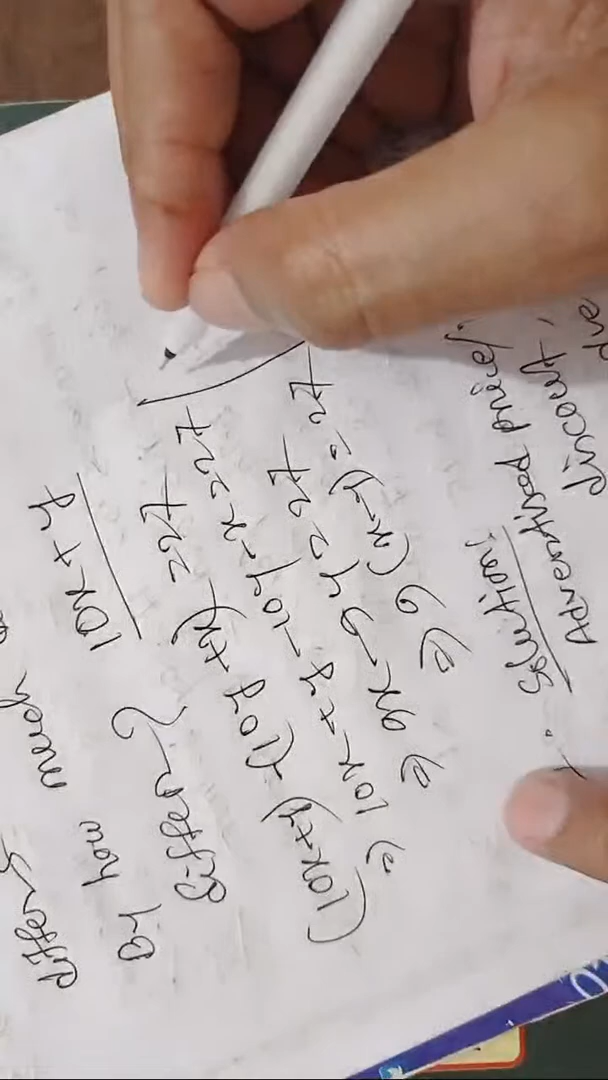 differs
much
By how
differ-?
10x+y
(10x+y)-(10y+x)=27
10x+y-10y-x=27
9x-9y=27
9(x-y)=27
Solution:
Advertised price
discount,